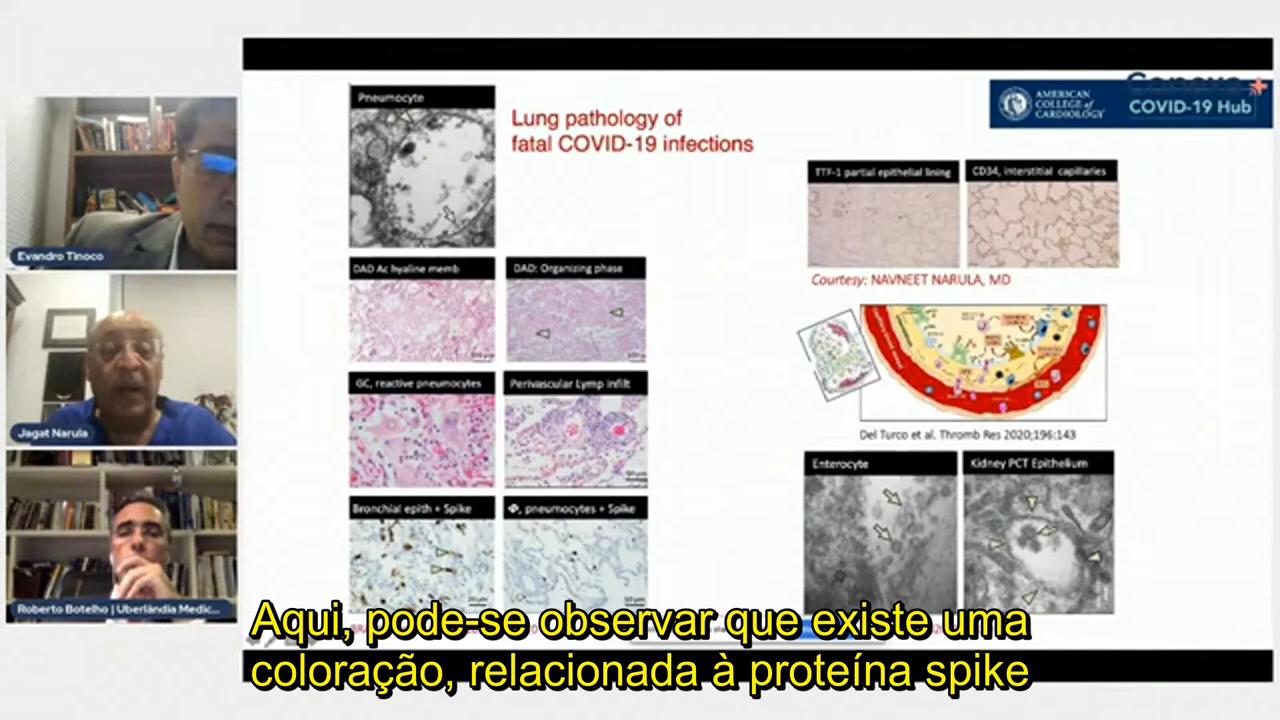 Evandro Tinoco
Jagat Narula
Roberto Botelho | Uberlândia Medic...
Pneumocyte
Lung pathology of
fatal COVID-19 infections
AMERICAN
COLLEGE of
CARDIOLOGY
COVID-19 Hub
TTF-1 partial epithelial lining
CD34, interstitial capillaries
Courtesy: NAVNEET NARULA, MD
DAD Ac hyaline memb
DAD: Organizing phase
GC, reactive pneumocytes
Perivascular Lymp infilt
Del Turco et al. Thromb Res 2020;196:143
Bronchial epith + Spike
Φ, pneumocytes + Spike
Enterocyte
Kidney PCT Epithelium
Aqui, pode-se observar que existe uma
coloração, relacionada à proteína spike